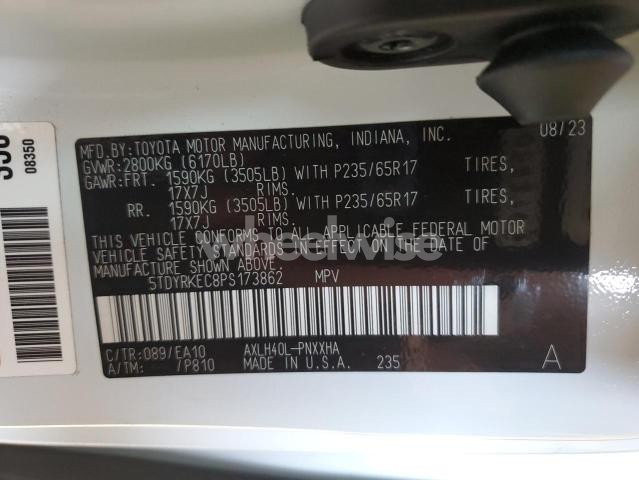 MFD.BY:TOYOTA MOTOR MANUFACTURING, INDIANA, INC. 08/23
GVWR:2800KG (6170LB)
GAWR:FRT. 1590KG (3505LB) WITH P235/65R17 TIRES,
17X7J RIMS.
RR. 1590KG (3505LB) WITH P235/65R17 TIRES,
17X7J RIMS.
THIS VEHICLE CONFORMS TO ALL APPLICABLE FEDERAL MOTOR
VEHICLE SAFETY STANDARDS IN EFFECT ON THE DATE OF
MANUFACTURE SHOWN ABOVE.
5TDYRKEC8PS173862 MPV
C/TR:089/EA10 AXLH40L-PNXXHA
A/TM: /P810 MADE IN U.S.A. 235 A
08350
wheelwise